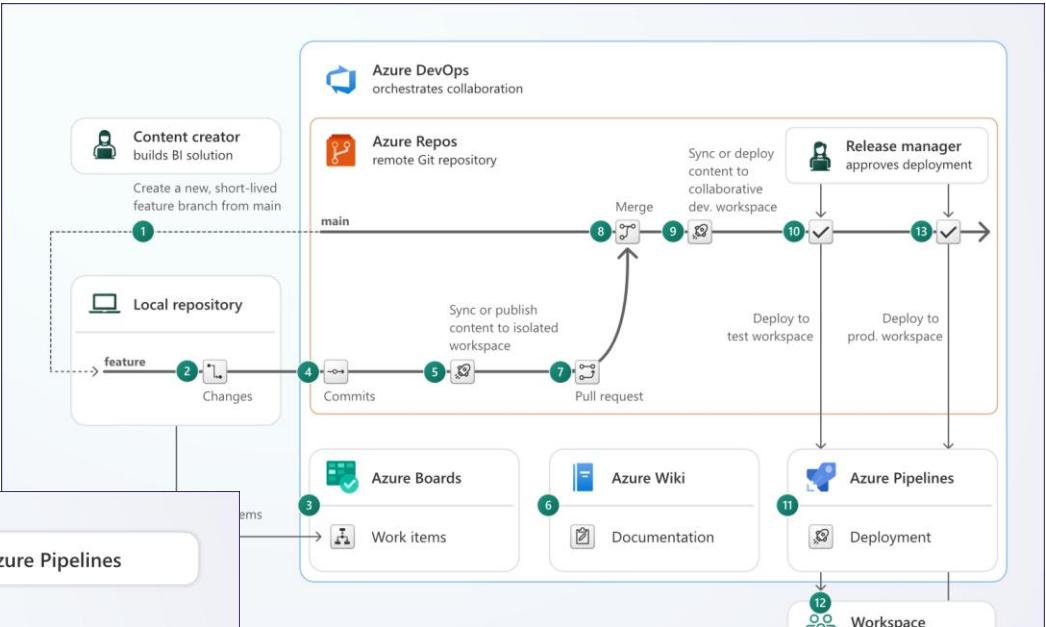 Azure DevOps
orchestrates collaboration
Content creator
builds BI solution
Azure Repos
remote Git repository
Release manager
approves deployment
Sync or deploy
content to
collaborative
dev. workspace
Create a new, short-lived
feature branch from main
1
main
Merge
8
9
10
13
Local repository
Sync or publish
content to isolated
workspace
Deploy to
test workspace
Deploy to
prod. workspace
feature
2
Changes
4
Commits
5
7
Pull request
Azure Boards
3
Work items
Azure Wiki
6
Documentation
Azure Pipelines
11
Deployment
ems
zure Pipelines
12
Workspace